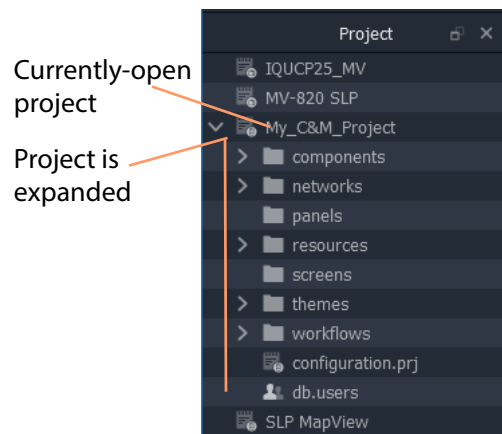 Project
Currently-open
project
Project is
expanded
IQUCP25_MV
MV-820 SLP
My_C&M_Project
components
networks
panels
resources
screens
themes
workflows
configuration.prj
db.users
SLP MapView